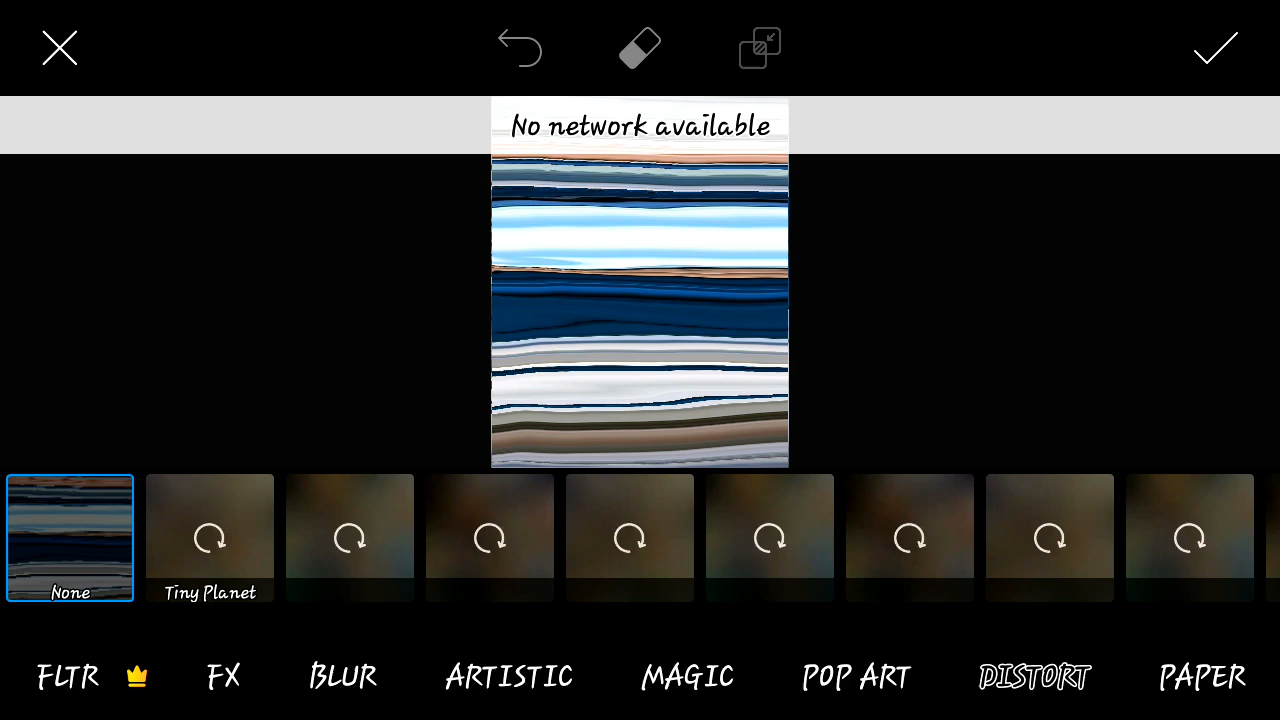 No network available
None
Tiny Planet
FLTR FX BLUR ARTISTIC MAGIC POP ART DISTORT PAPER